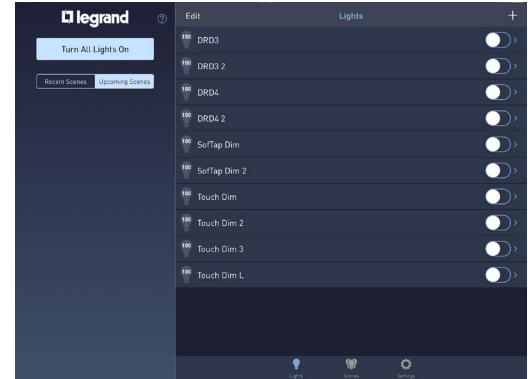 legrand
?
Edit
Lights
+
Turn All Lights On
Recent Scenes
Upcoming Scenes
100 DRD3
100 DRD3 2
100 DRD4
100 DRD4 2
100 SofTap Dim
100 SofTap Dim 2
100 Touch Dim
100 Touch Dim 2
100 Touch Dim 3
100 Touch Dim L
Lights
Scenes
Settings